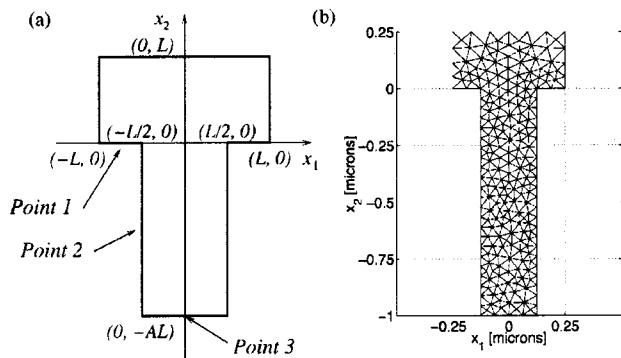 (a)
x2
(0, L)
(−L/2, 0)
(L/2, 0)
(−L, 0)
(L, 0)
x1
Point 1
Point 2
(0, −AL)
Point 3
(b)
0.25
0
−0.25
−0.5
−0.75
−1
x2 [microns]
−0.25
0
0.25
x1 [microns]